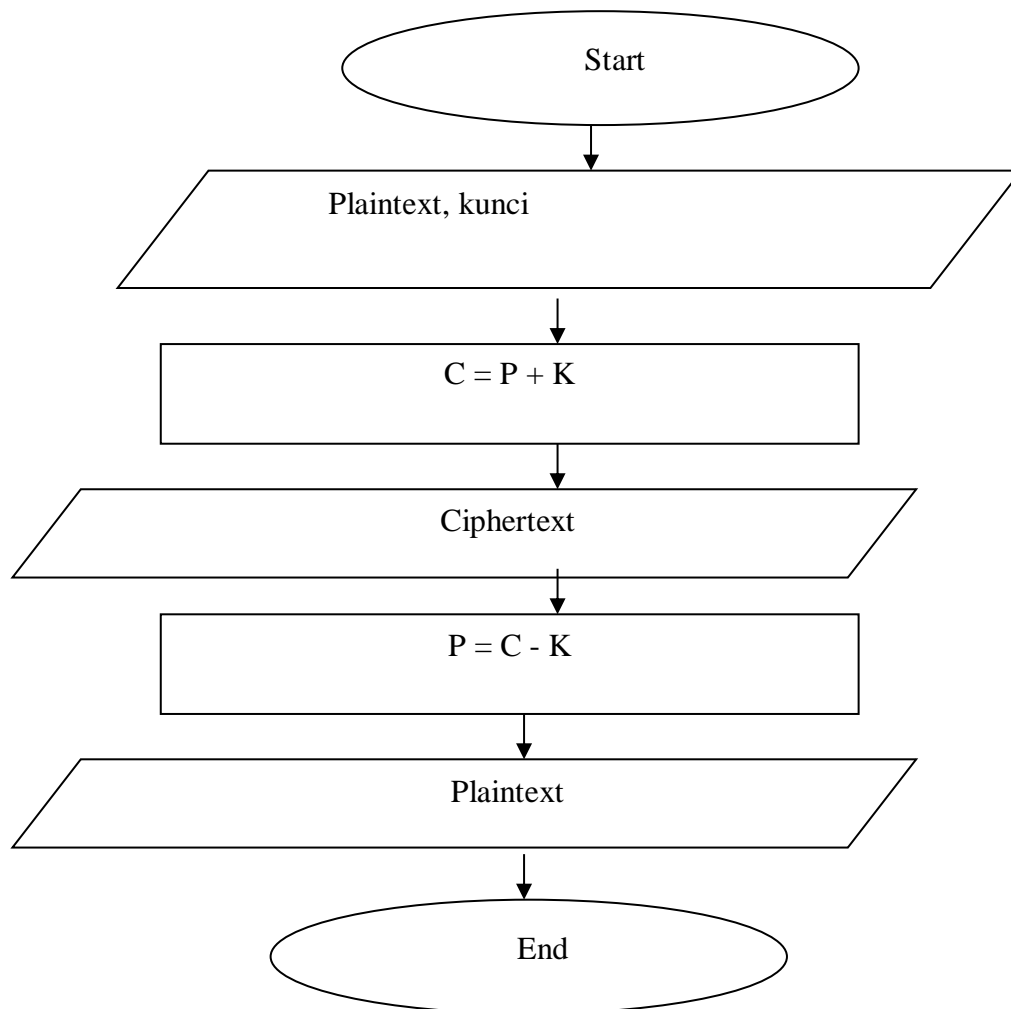 Start
Plaintext, kunci
C = P + K
Ciphertext
P = C - K
Plaintext
End